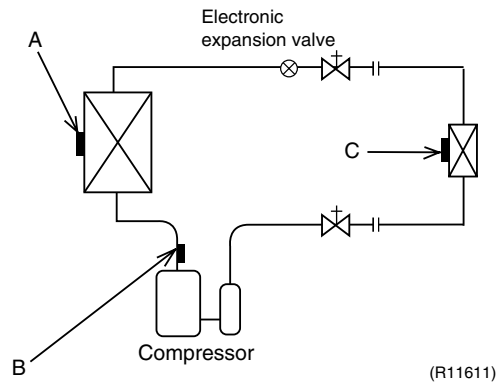 Electronic
expansion valve
A
C
B
Compressor
(R11611)